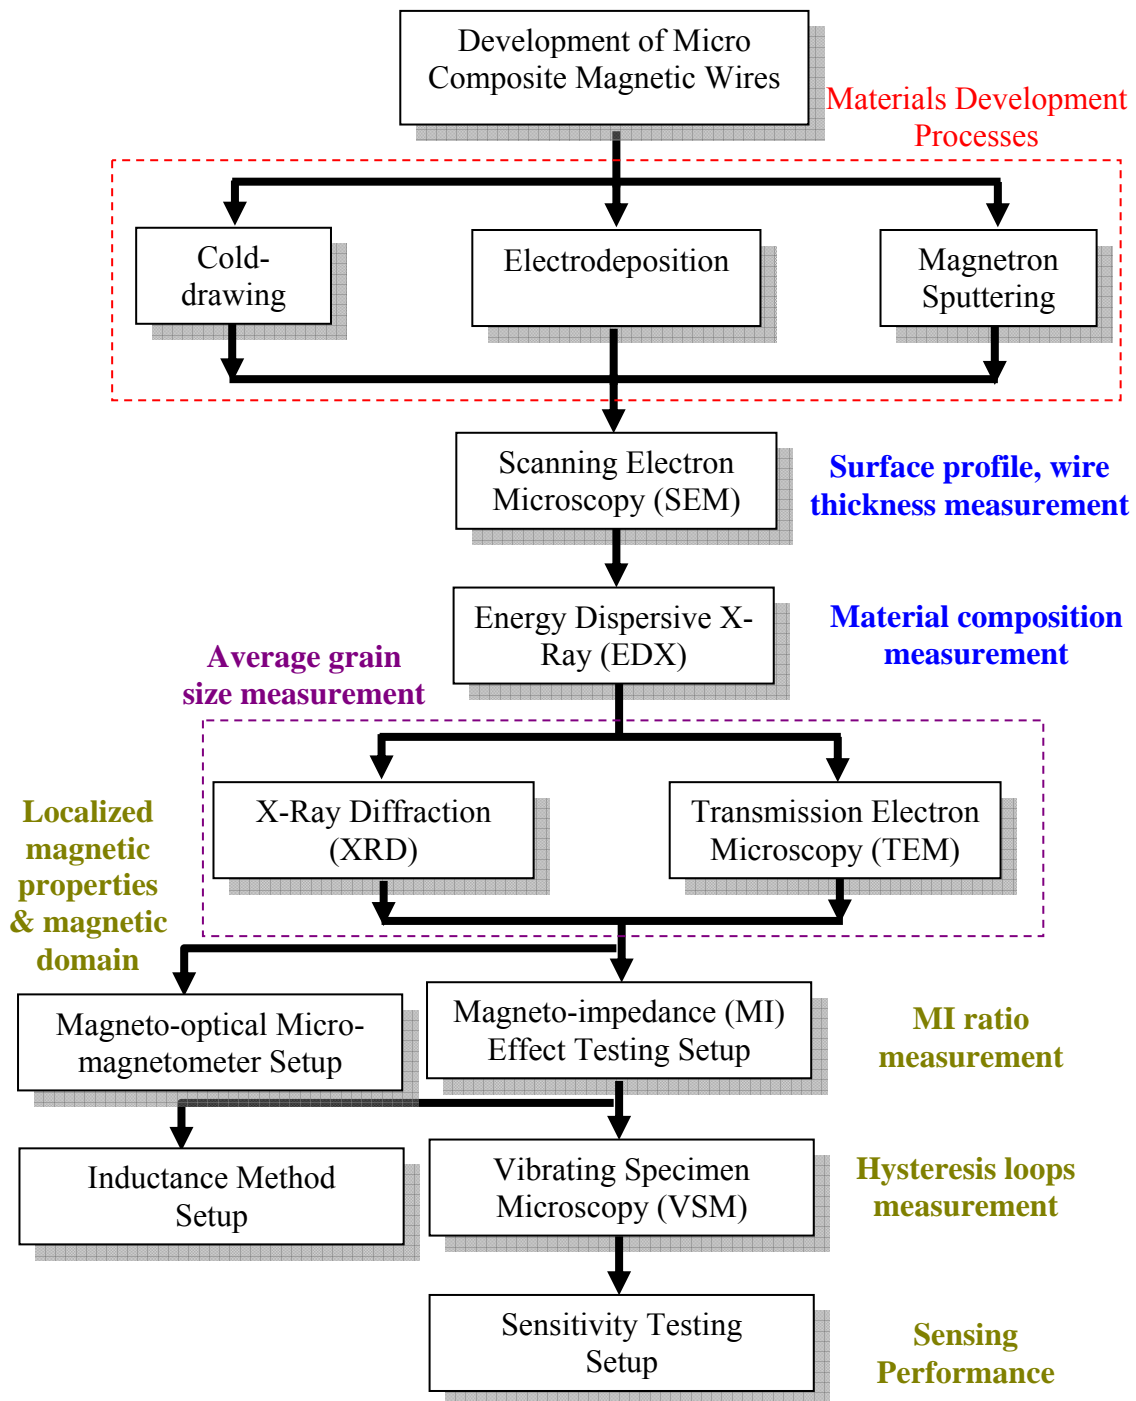 Development of Micro
Composite Magnetic Wires
Materials Development
Processes
Cold-
drawing
Electrodeposition
Magnetron
Sputtering
Scanning Electron
Microscopy (SEM)
Surface profile, wire
thickness measurement
Energy Dispersive X-
Ray (EDX)
Material composition
measurement
Average grain
size measurement
X-Ray Diffraction
(XRD)
Transmission Electron
Microscopy (TEM)
Localized
magnetic
properties
& magnetic
domain
Magneto-optical Micro-
magnetometer Setup
Magneto-impedance (MI)
Effect Testing Setup
MI ratio
measurement
Inductance Method
Setup
Vibrating Specimen
Microscopy (VSM)
Hysteresis loops
measurement
Sensitivity Testing
Setup
Sensing
Performance